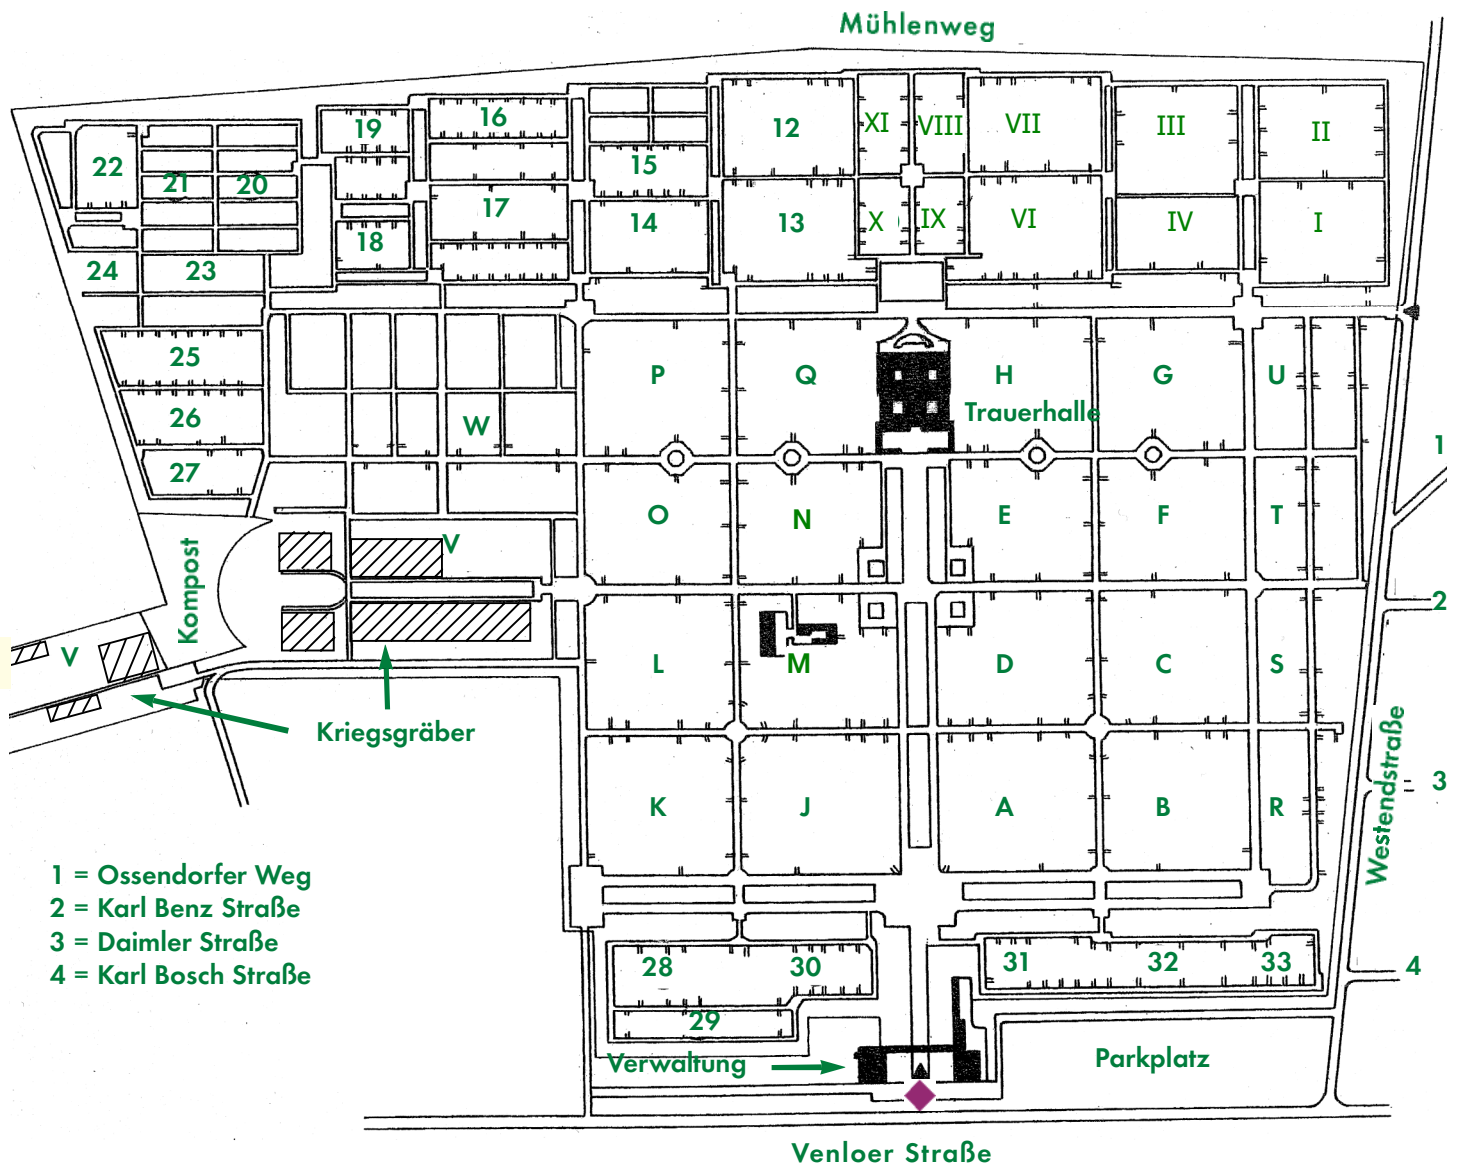 Mühlenweg
16
19
12
XI
VIII
VII
III
II
22
21
20
15
18
17
14
13
X
IX
VI
IV
I
24
23
25
26
27
P
Q
H
G
U
Trauerhalle
W
1
O
N
E
F
T
V
Kompost
2
V
L
M
D
C
S
Kriegsgräber
Westendstraße
3
K
J
A
B
R
1 = Ossendorfer Weg
2 = Karl Benz Straße
3 = Daimler Straße
4 = Karl Bosch Straße
28
30
31
32
33
4
29
Verwaltung
Parkplatz
Venloer Straße